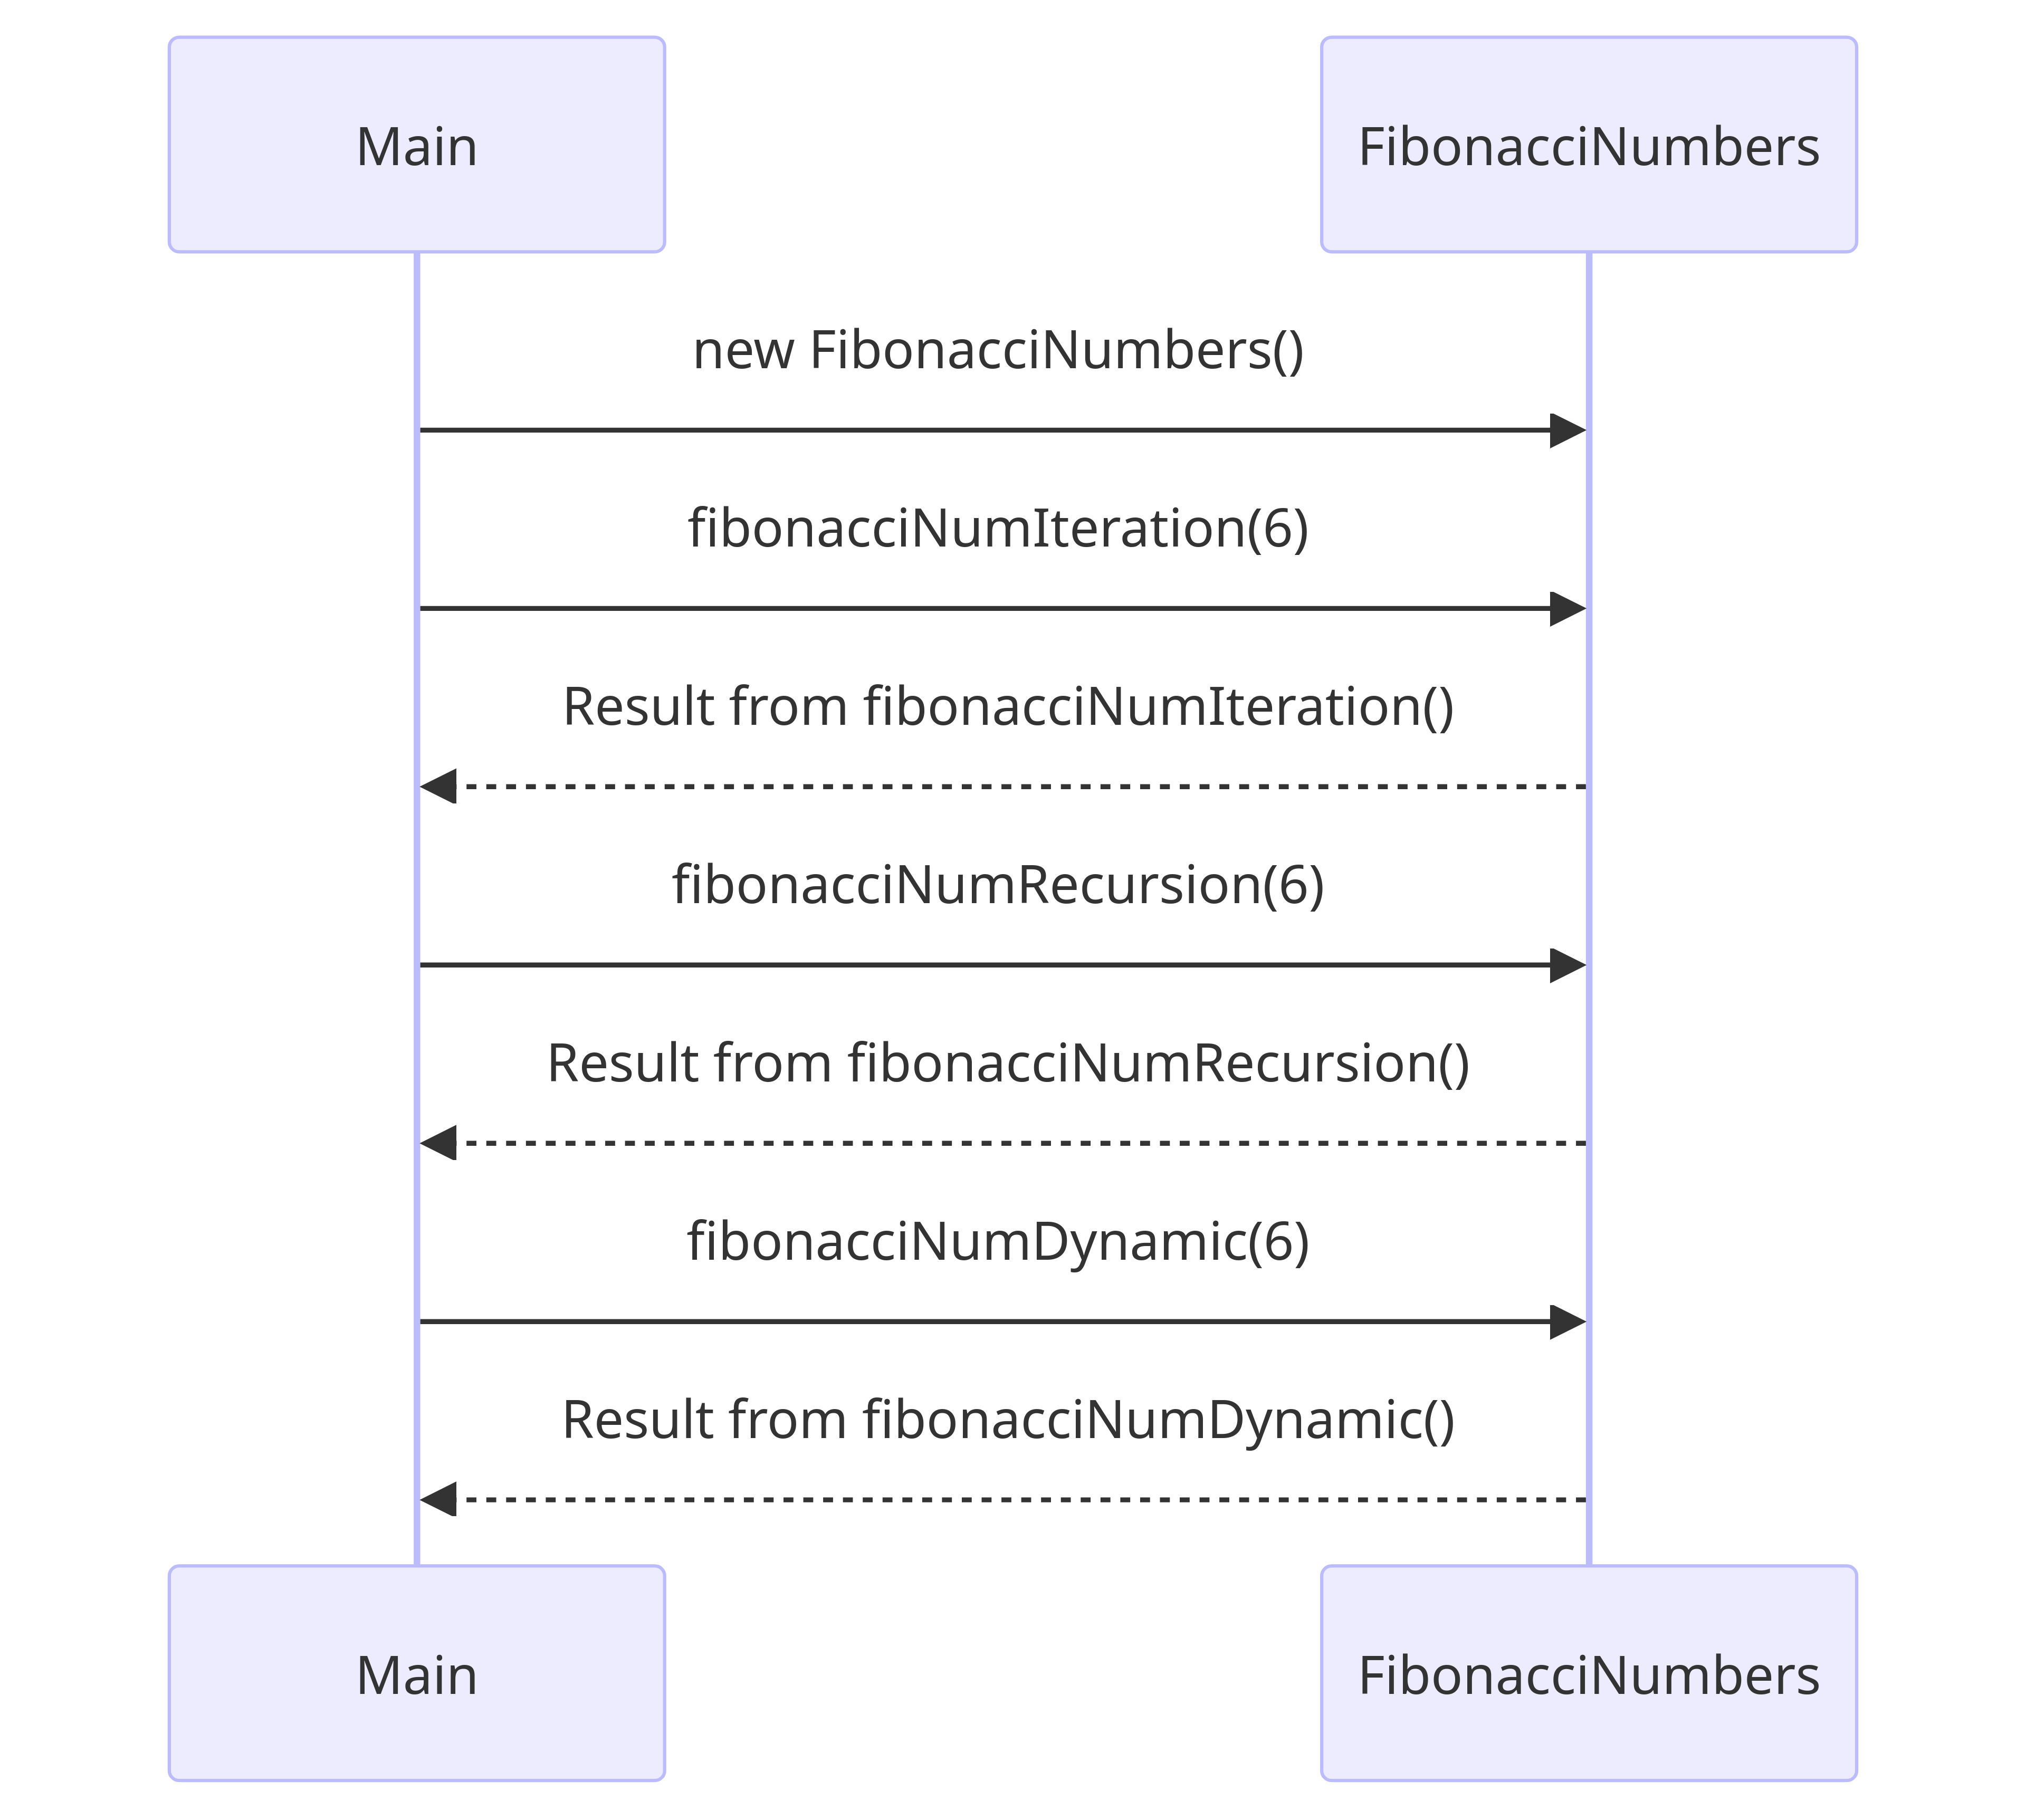 Main
FibonacciNumbers
new FibonacciNumbers()
fibonacciNumIteration(6)
Result from fibonacciNumIteration()
fibonacciNumRecursion(6)
Result from fibonacciNumRecursion()
fibonacciNumDynamic(6)
Result from fibonacciNumDynamic()
Main
FibonacciNumbers